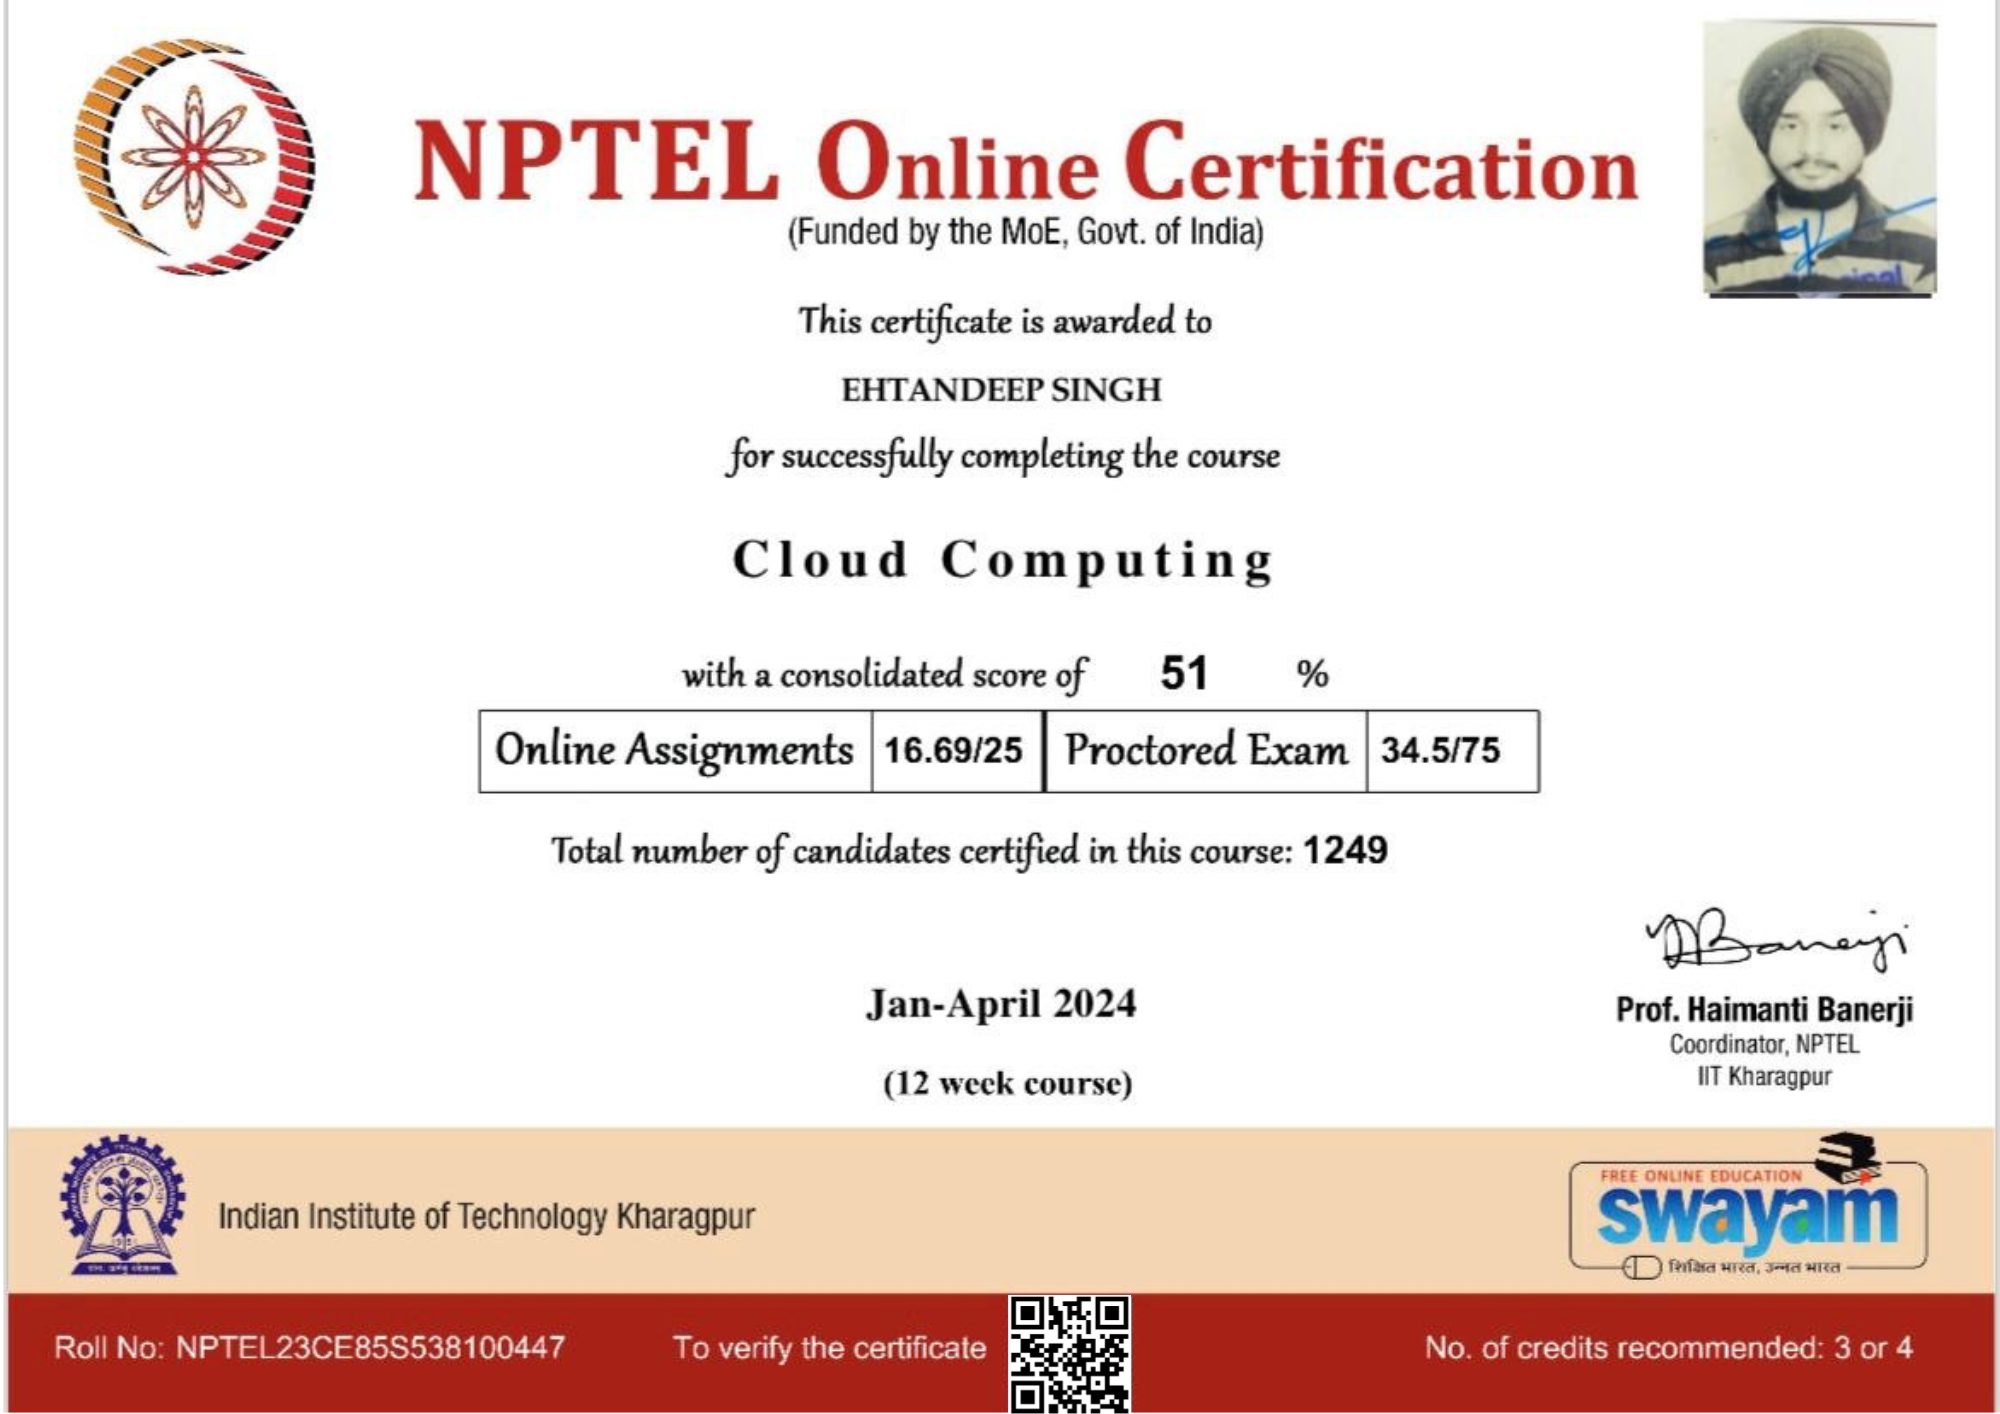 NPTEL Online Certification
(Funded by the MoE, Govt. of India)
This certificate is awarded to
EHTANDEEP SINGH
for successfully completing the course
Cloud Computing
with a consolidated score of 51 %
Online Assignments 16.69/25 Proctored Exam 34.5/75
Total number of candidates certified in this course: 1249
Banerji
Jan-April 2024
(12 week course)
Prof. Haimanti Banerji
Coordinator, NPTEL
IIT Kharagpur
Indian Institute of Technology Kharagpur
FREE ONLINE EDUCATION
swayam
शिक्षित भारत, उन्नत भारत
Roll No: NPTEL23CE85S538100447
To verify the certificate
No. of credits recommended: 3 or 4